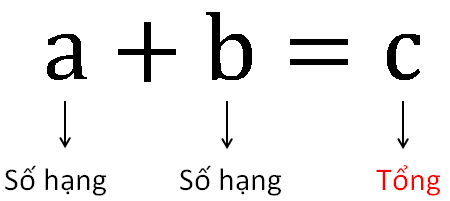 a + b = c
Số hạng Số hạng Tổng